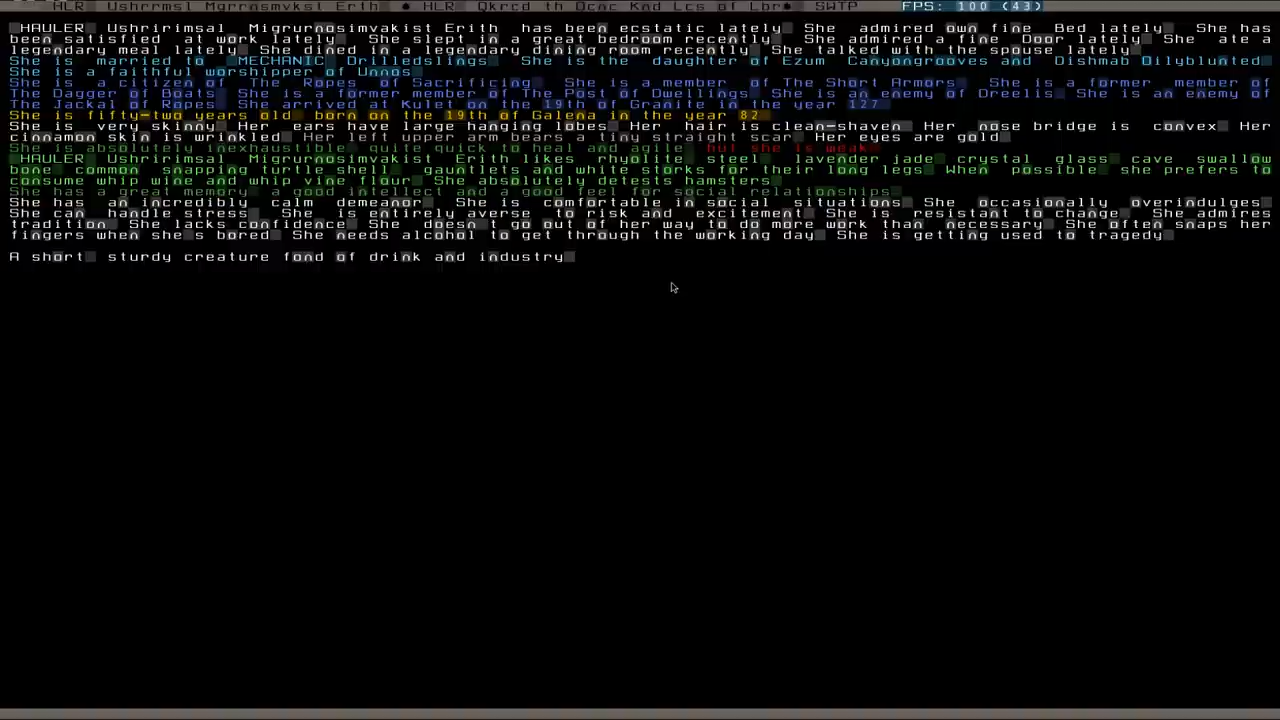 HLR Ushrrmsl Mgrrnosmvksl Erith ● HLR Qkrcd th Ocnc Knd Lcs of Lbr● SWTP FPS: 100 (43)
HAULER Ushririmsal Migrurnosimvakist Erith has been ecstatic lately She admired own fine Bed lately She has
been satisfied at work lately She slept in a great bedroom recently She admired a fine Door lately She ate a
legendary meal lately She dined in a legendary dining room recently She talked with the spouse lately
She is married to MECHANIC Drilledslings She is the daughter of Ezum Canyongrooves and Dishmab Oilyblunted
She is a faithful worshipper of Unnos
She is a citizen of The Ropes of Sacrificing She is a member of The Short Armors She is a former member of
The Dagger of Boats She is a former member of The Post of Dwellings She is an enemy of Dreelis She is an enemy of
The Jackal of Ropes She arrived at Kulet on the 19th of Granite in the year 127
She is fifty-two years old born on the 19th of Galena in the year 82
She is very skinny Her ears have large hanging lobes Her hair is clean-shaven Her nose bridge is convex Her
cinnamon skin is wrinkled Her left upper arm bears a tiny straight scar Her eyes are gold
She is absolutely inexhaustible quite quick to heal and agile but she is weak
HAULER Ushririmsal Migrurnosimvakist Erith likes rhyolite steel lavender jade crystal glass cave swallow
bone common snapping turtle shell gauntlets and white storks for their long legs When possible she prefers to
consume whip wine and whip vine flour She absolutely detests hamsters
She has a great memory a good intellect and a good feel for social relationships
She has an incredibly calm demeanor She is comfortable in social situations She occasionally overindulges
She can handle stress She is entirely averse to risk and excitement She is resistant to change She admires
tradition She lacks confidence She doesn t go out of her way to do more work than necessary She often snaps her
fingers when she s bored She needs alcohol to get through the working day She is getting used to tragedy
A short sturdy creature fond of drink and industry